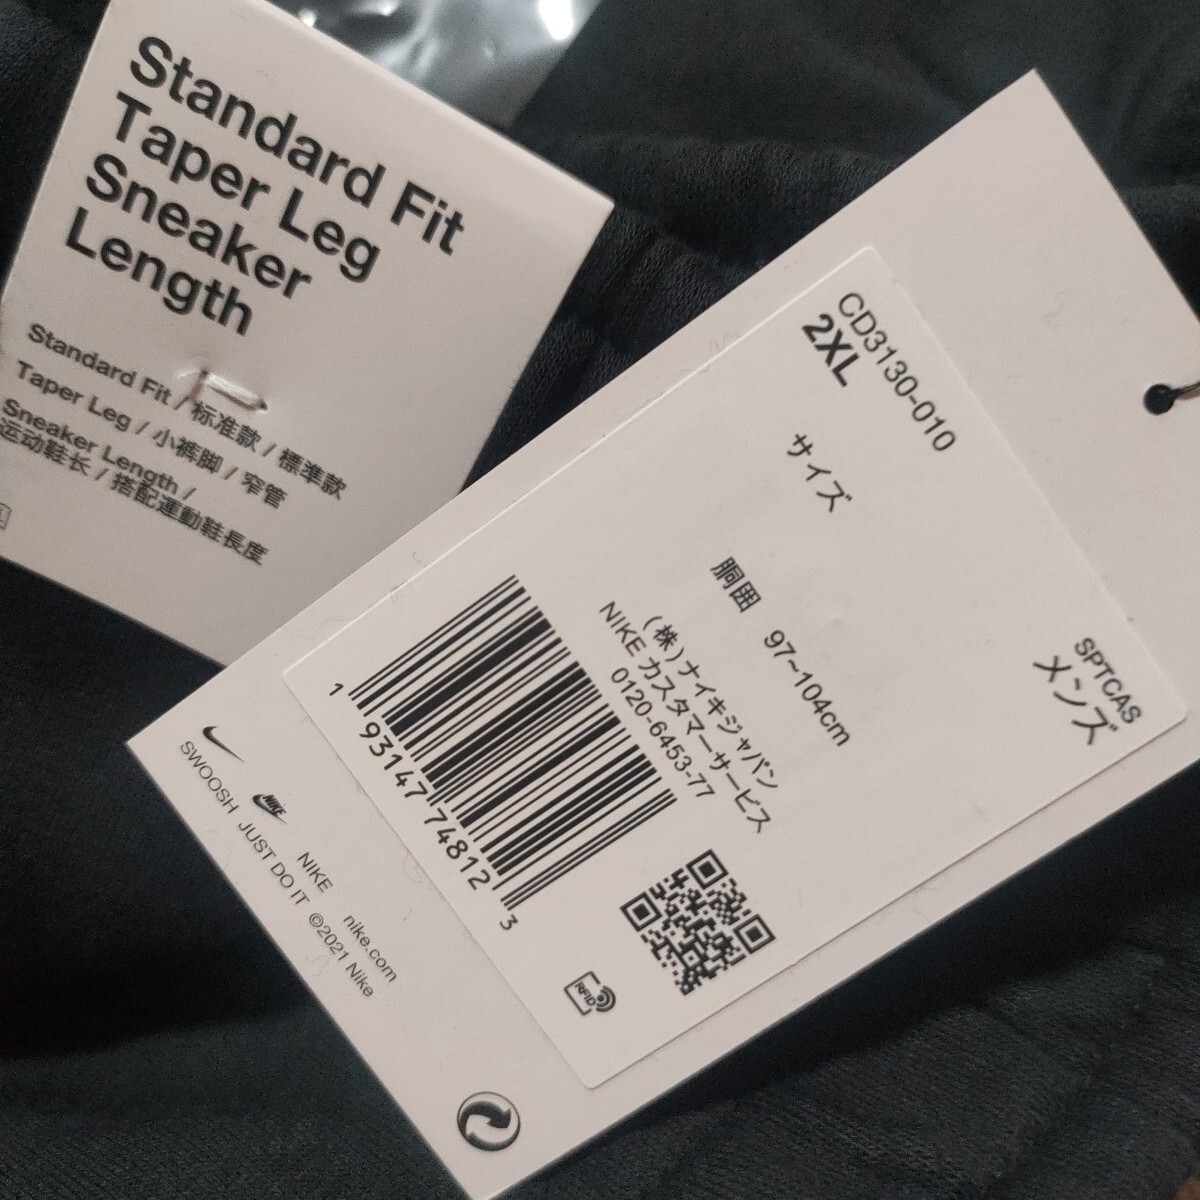 Standard Fit
Taper Leg
Sneaker
Length
Standard Fit / 标准款 / 標準款
Taper Leg / 小裤脚 / 窄管
Sneaker Length /
运动鞋长 / 搭配運動鞋長度
CD3130-010
2XL
サイズ
SPTCAS
メンズ
胴囲 97~104cm
(株)ナイキジャパン
NIKE カスタマーサービス
0120-6453-77
1 93147 74812 3
RFID
NIKE
SWOOSH JUST DO IT
NIKE nike.com
©2021 Nike